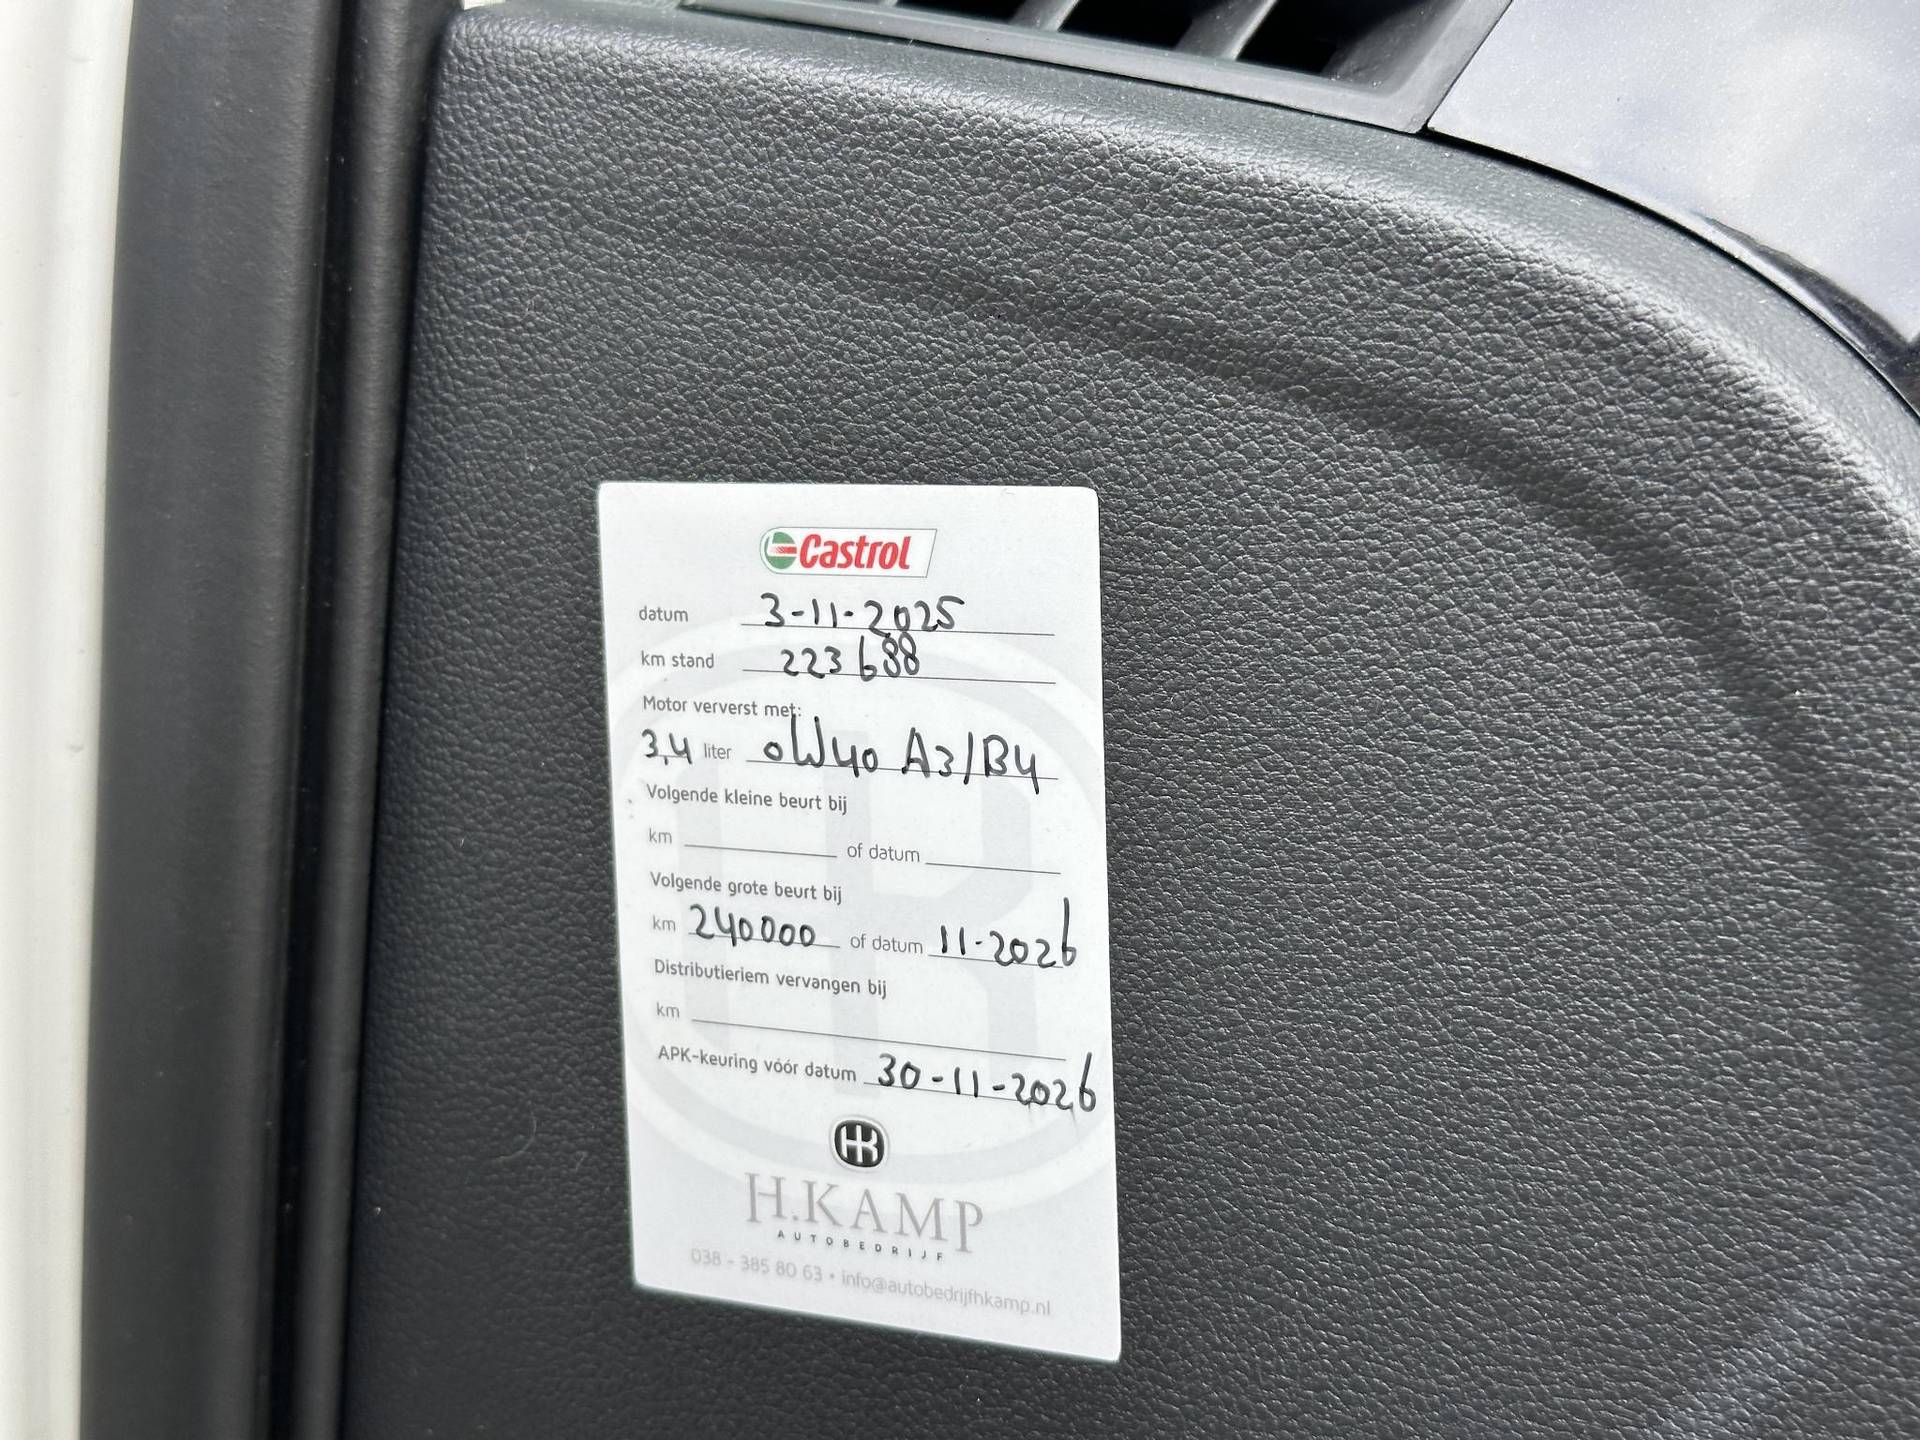 Castrol
datum 3-11-2025
km stand 223688
Motor ververst met:
3,4 liter 0W40 A3/B4
Volgende kleine beurt bij
km of datum
Volgende grote beurt bij
km 240000 of datum 11-2026
Distributieriem vervangen bij
km
APK-keuring vóór datum 30-11-2026
HK
H.KAMP
AUTOBEDRIJF
038 - 385 80 63 • info@autobedrijfhkamp.nl